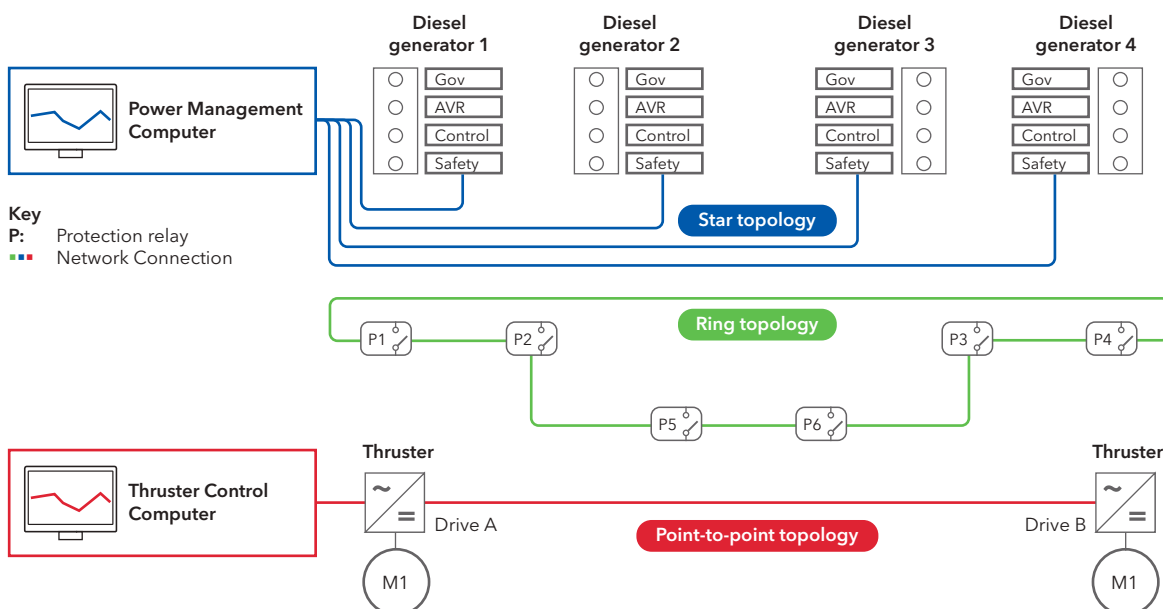 Diesel
generator 1
Diesel
generator 2
Diesel
generator 3
Diesel
generator 4
Power Management
Computer
Gov
AVR
Control
Safety
Gov
AVR
Control
Safety
Gov
AVR
Control
Safety
Gov
AVR
Control
Safety
Star topology
Key
P: Protection relay
Network Connection
Ring topology
P1
P2
P3
P4
P5
P6
Thruster Control
Computer
Thruster
Drive A
M1
Point-to-point topology
Thruster
Drive B
M1